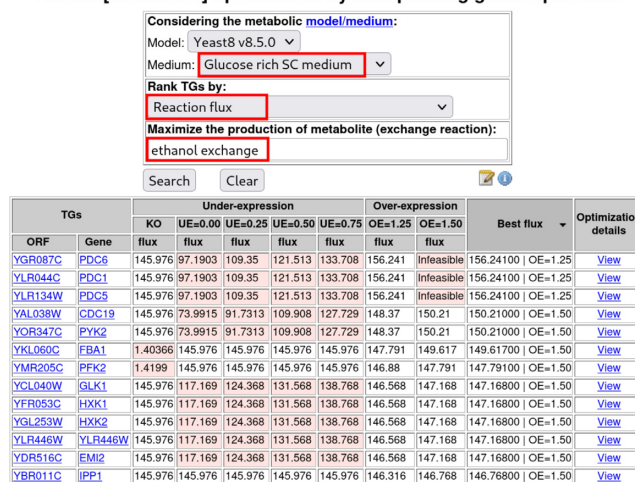 Considering the metabolic model/medium:
Model: Yeast8 v8.5.0
Medium: Glucose rich SC medium
Rank TGs by:
Reaction flux
Maximize the production of metabolite (exchange reaction):
ethanol exchange
Search Clear
TGs Under-expression Over-expression Best flux Optimizatio details
KO UE=0.00 UE=0.25 UE=0.50 UE=0.75 OE=1.25 OE=1.50
ORF Gene flux flux flux flux flux flux flux
YGR087C PDC6 145.976 97.1903 109.35 121.513 133.708 156.241 Infeasible 156.24100 | OE=1.25 View
YLR044C PDC1 145.976 97.1903 109.35 121.513 133.708 156.241 Infeasible 156.24100 | OE=1.25 View
YLR134W PDC5 145.976 97.1903 109.35 121.513 133.708 156.241 Infeasible 156.24100 | OE=1.25 View
YAL038W CDC19 145.976 73.9915 91.7313 109.908 127.729 148.37 150.21 150.21000 | OE=1.50 View
YOR347C PYK2 145.976 73.9915 91.7313 109.908 127.729 148.37 150.21 150.21000 | OE=1.50 View
YKL060C FBA1 1.40366 145.976 145.976 145.976 145.976 147.791 149.617 149.61700 | OE=1.50 View
YMR205C PFK2 1.4199 145.976 145.976 145.976 145.976 146.88 147.791 147.79100 | OE=1.50 View
YCL040W GLK1 145.976 117.169 124.368 131.568 138.768 146.568 147.168 147.16800 | OE=1.50 View
YFR053C HXK1 145.976 117.169 124.368 131.568 138.768 146.568 147.168 147.16800 | OE=1.50 View
YGL253W HXK2 145.976 117.169 124.368 131.568 138.768 146.568 147.168 147.16800 | OE=1.50 View
YLR446W YLR446W 145.976 117.169 124.368 131.568 138.768 146.568 147.168 147.16800 | OE=1.50 View
YDR516C EMI2 145.976 117.169 124.368 131.568 138.768 146.568 147.168 147.16800 | OE=1.50 View
YBR011C IPP1 145.976 145.976 145.976 145.976 145.976 146.316 146.768 146.76800 | OE=1.50 View